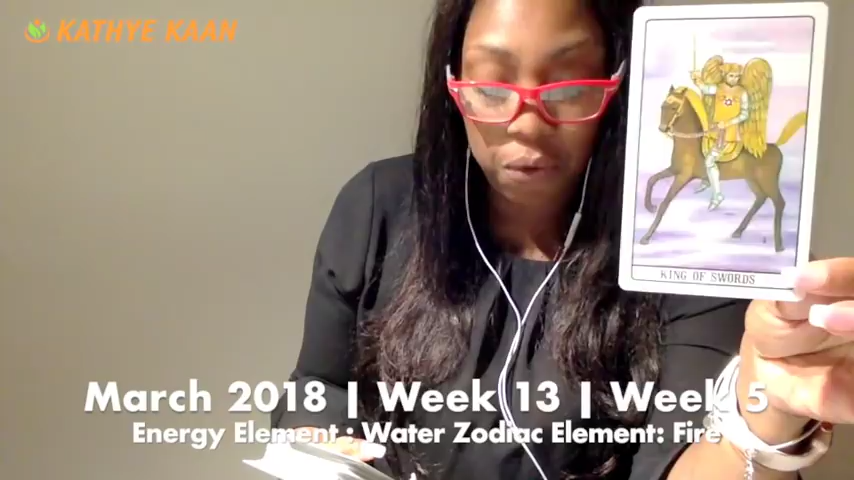 KATHYE KAAN
KING OF SWORDS
March 2018 | Week 13 | Week 5
Energy Element : Water Zodiac Element: Fire